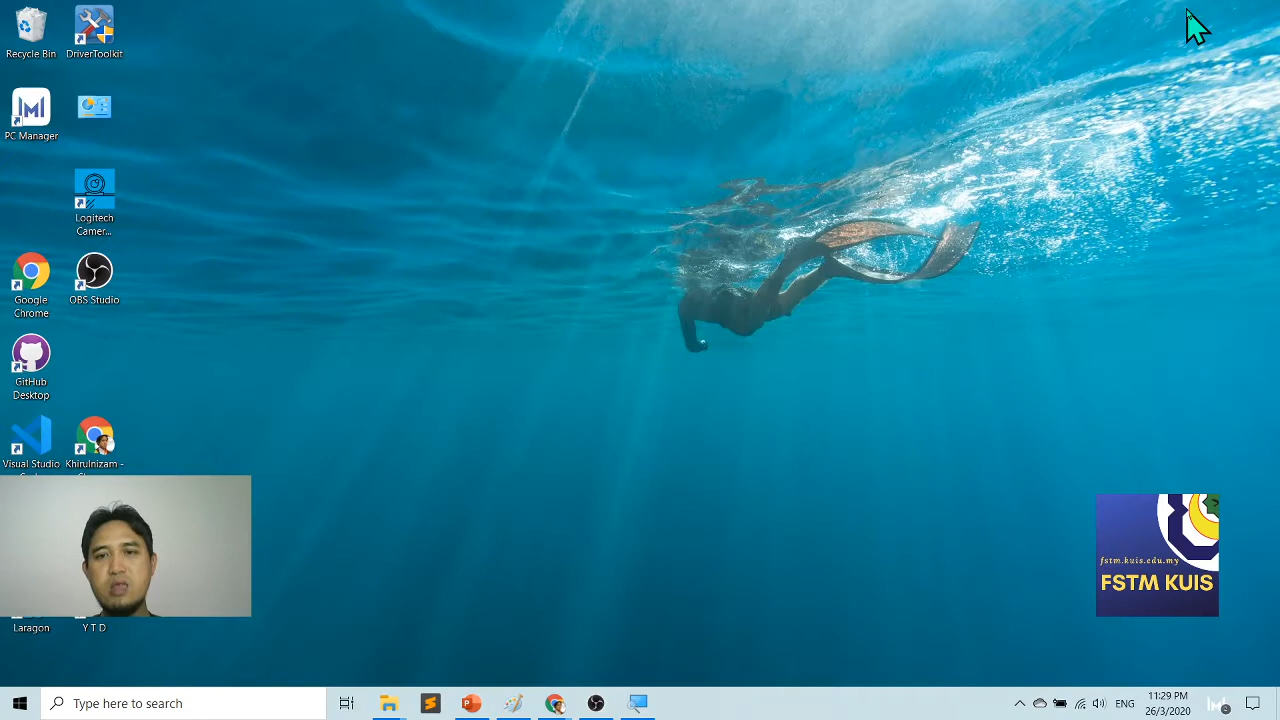 Recycle Bin
DriverToolkit
PC Manager
Logitech
Camer...
Google
Chrome
OBS Studio
GitHub
Desktop
Visual Studio
Khirulnizam -
Laragon
Y T D
fstm.kuis.edu.my
FSTM KUIS
Type here to search
ENG
11:29 PM
26/3/2020
2